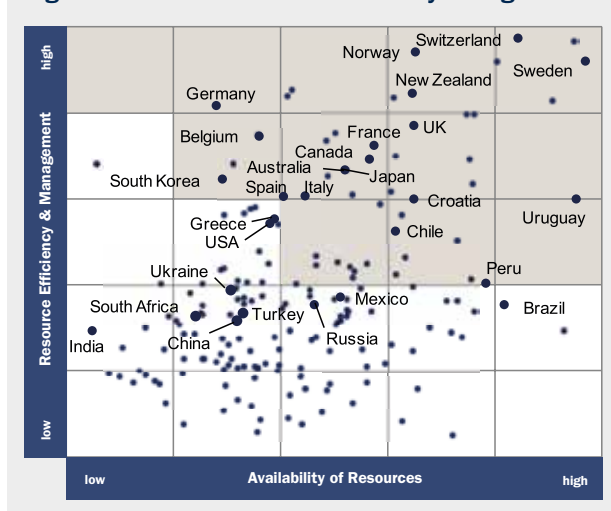 high
Resource Efficiency & Management
low
Switzerland
Norway
Sweden
New Zealand
Germany
France
UK
Belgium
Canada
Australia
Japan
South Korea
Spain
Italy
Croatia
Uruguay
Greece
USA
Chile
Ukraine
Peru
South Africa
Mexico
Turkey
Brazil
Russia
India
China
low
Availability of Resources
high